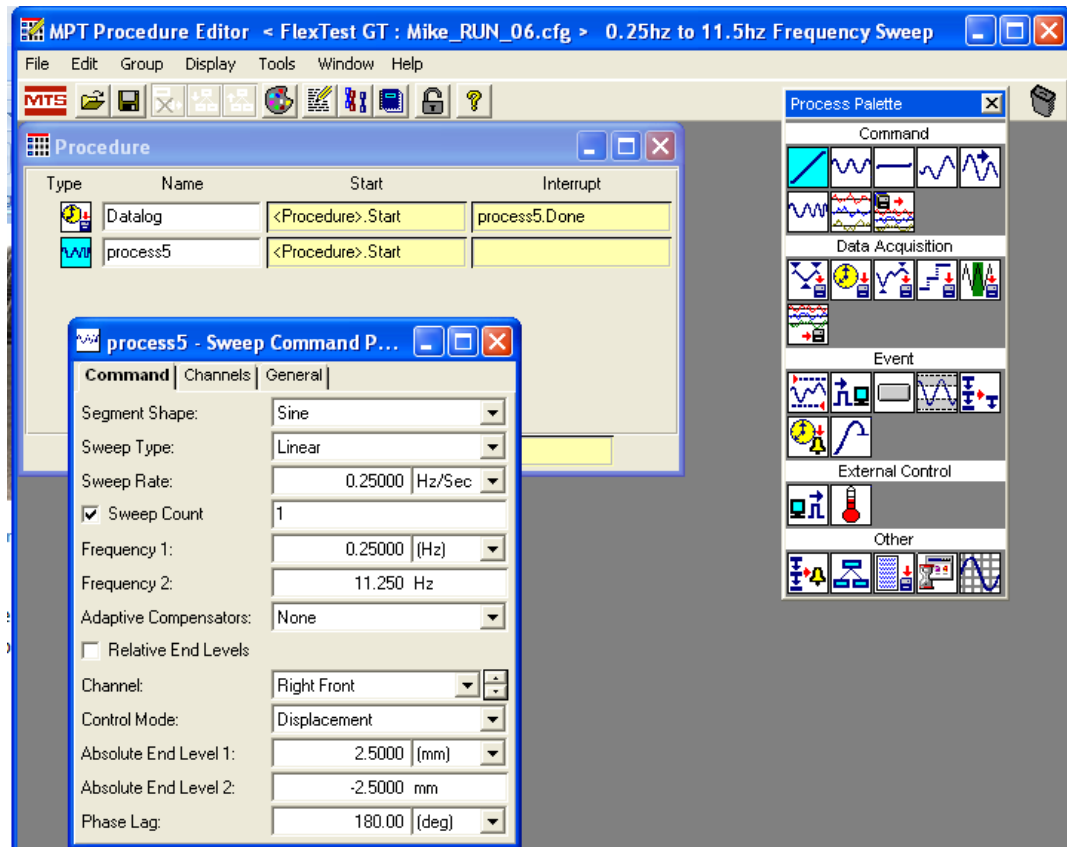 MPT Procedure Editor < FlexTest GT : Mike_RUN_06.cfg > 0.25hz to 11.5hz Frequency Sweep
File Edit Group Display Tools Window Help
MTS
Procedure
Type Name Start Interrupt
Datalog <Procedure>.Start process5.Done
process5 <Procedure>.Start
process5 - Sweep Command P...
Command Channels General
Segment Shape: Sine
Sweep Type: Linear
Sweep Rate: 0.25000 Hz/Sec
Sweep Count 1
Frequency 1: 0.25000 (Hz)
Frequency 2: 11.250 Hz
Adaptive Compensators: None
Relative End Levels
Channel: Right Front
Control Mode: Displacement
Absolute End Level 1: 2.5000 (mm)
Absolute End Level 2: -2.5000 mm
Phase Lag: 180.00 (deg)
Process Palette
Command
Data Acquisition
Event
External Control
Other